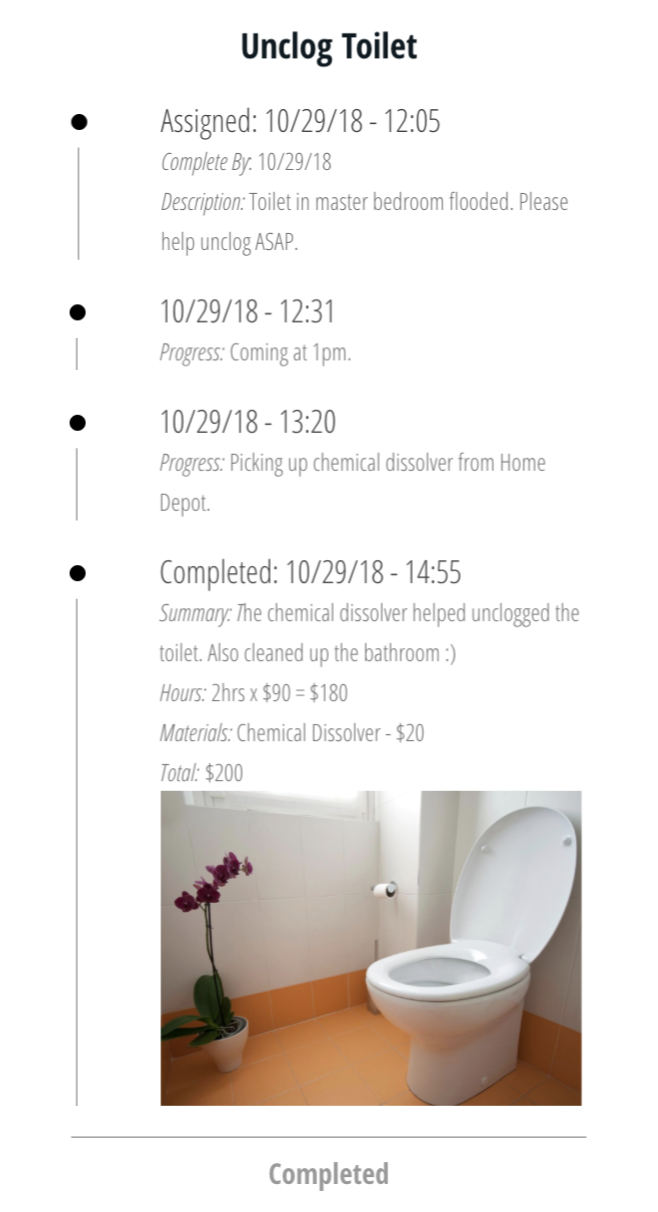 Unclog Toilet
Assigned: 10/29/18 - 12:05
Complete By: 10/29/18
Description: Toilet in master bedroom flooded. Please
help unclog ASAP.
10/29/18 - 12:31
Progress: Coming at 1pm.
10/29/18 - 13:20
Progress: Picking up chemical dissolver from Home
Depot.
Completed: 10/29/18 - 14:55
Summary: The chemical dissolver helped unclogged the
toilet. Also cleaned up the bathroom :)
Hours: 2hrs x $90 = $180
Materials: Chemical Dissolver - $20
Total: $200
Completed